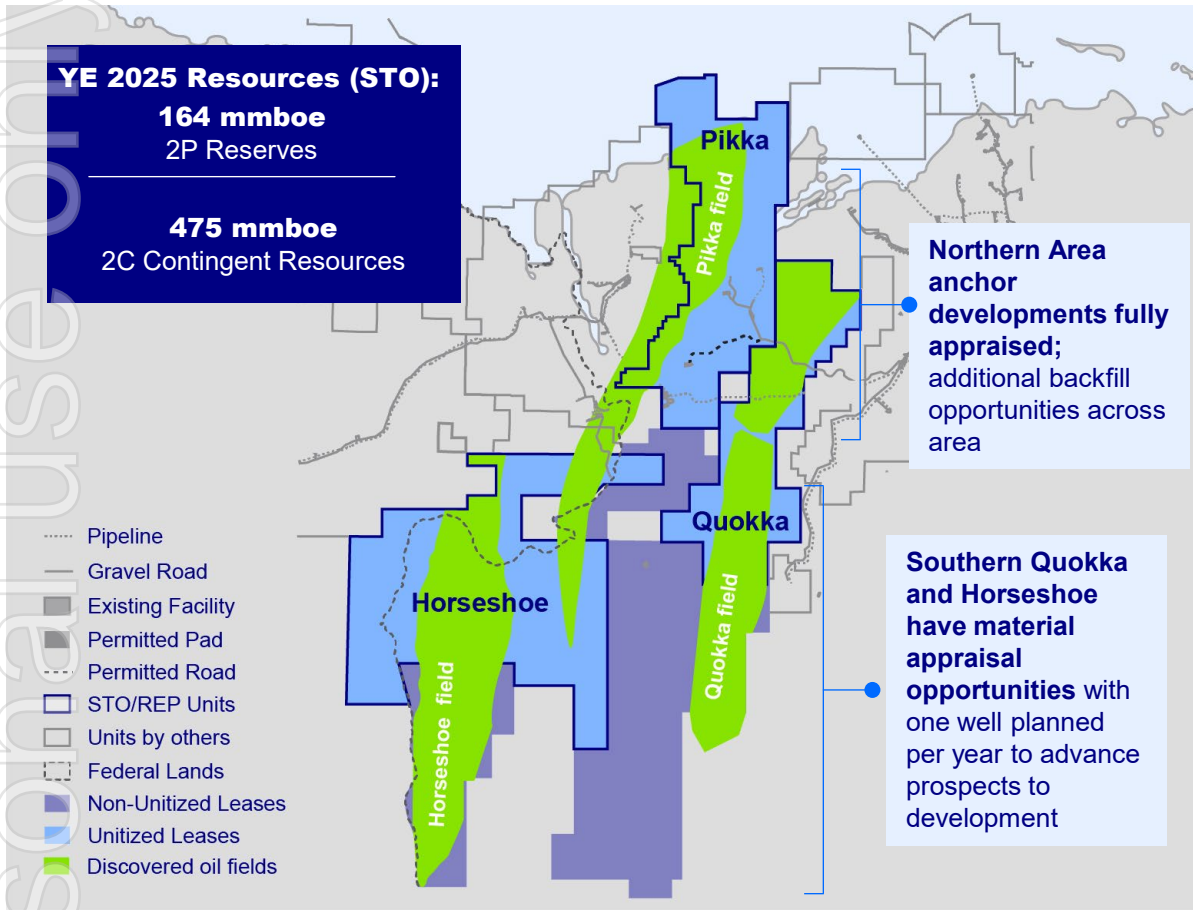 YE 2025 Resources (STO):
164 mmboe
2P Reserves
475 mmboe
2C Contingent Resources
Pikka
Pikka field
Northern Area
anchor
developments fully
appraised;
additional backfill
opportunities across
area
Quokka
Quokka field
Horseshoe
Horseshoe field
Southern Quokka
and Horseshoe
have material
appraisal
opportunities with
one well planned
per year to advance
prospects to
development
Pipeline
Gravel Road
Existing Facility
Permitted Pad
Permitted Road
STO/REP Units
Units by others
Federal Lands
Non-Unitized Leases
Unitized Leases
Discovered oil fields
sonal use only